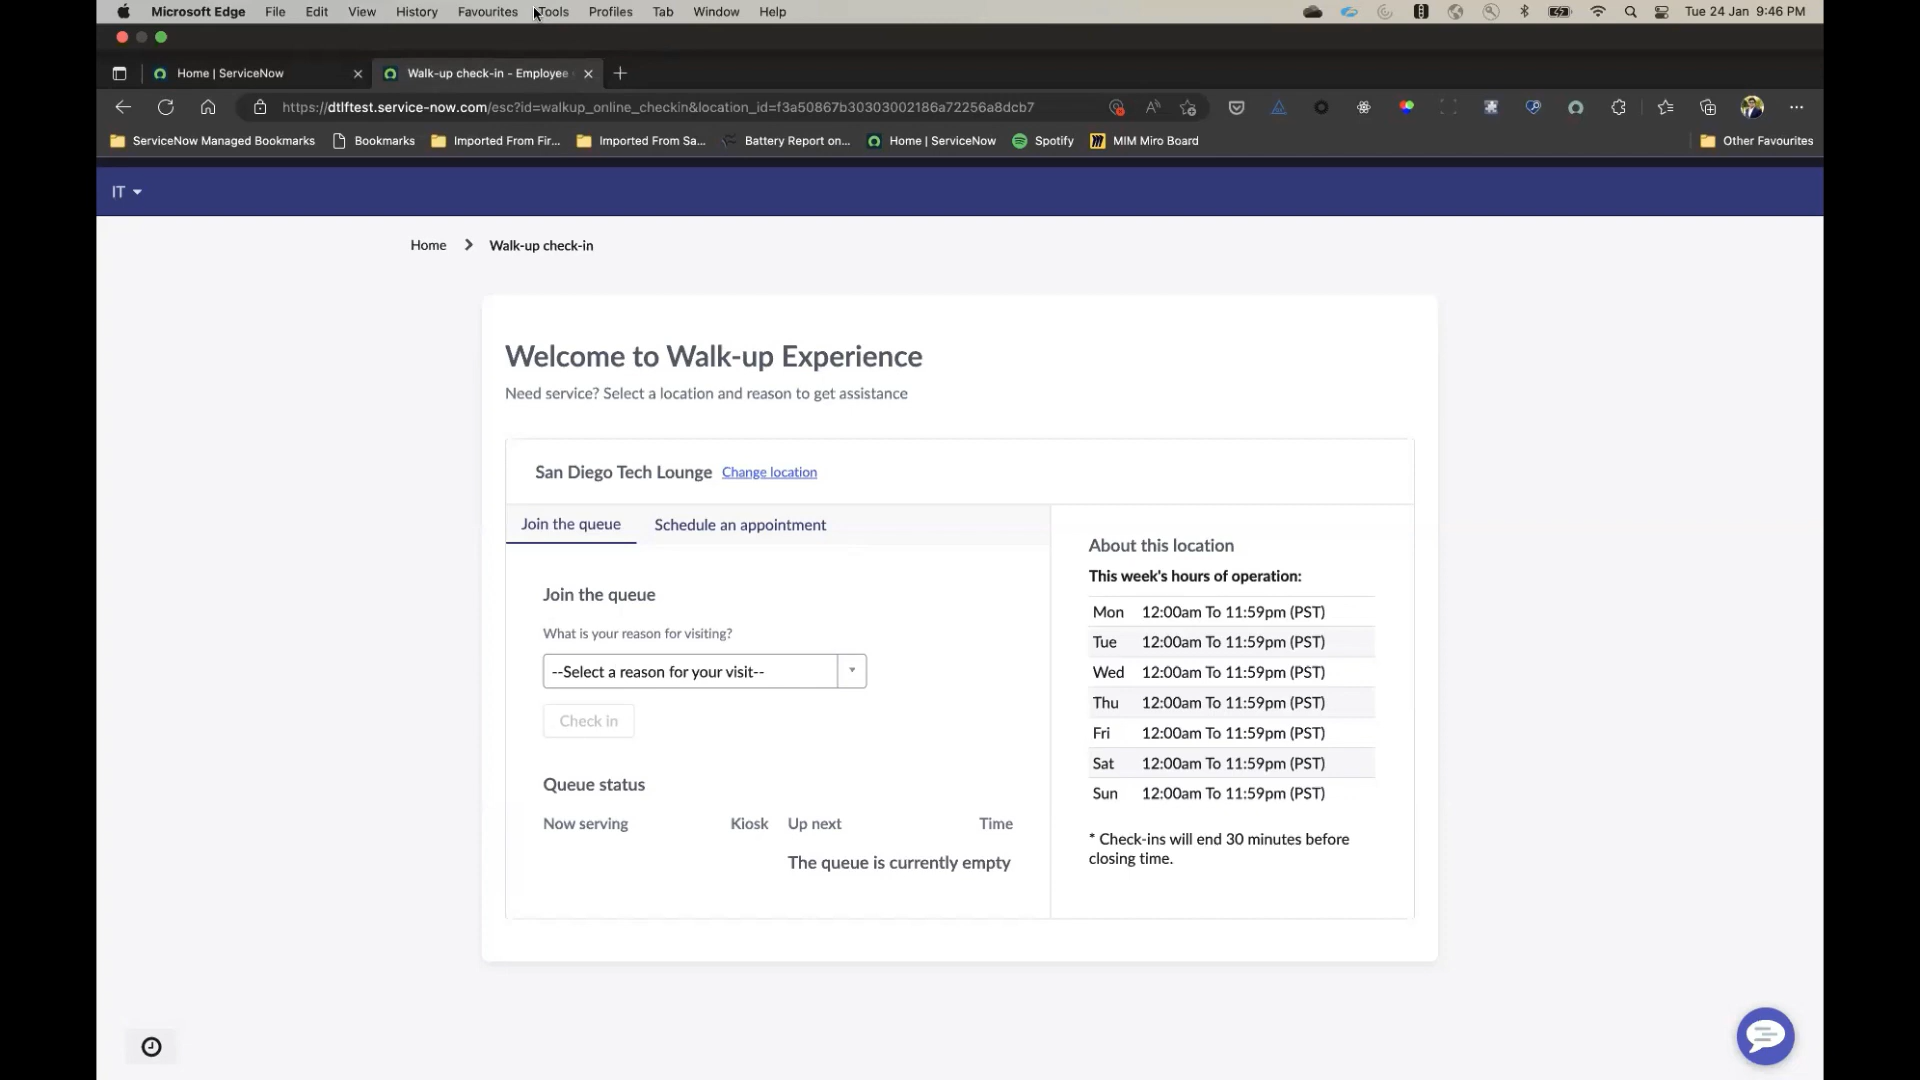 Microsoft Edge File Edit View History Favourites Tools Profiles Tab Window Help Tue 24 Jan 9:46 PM
Home | ServiceNow Walk-up check-in - Employee
https://dtlftest.service-now.com/esc?id=walkup_online_checkin&location_id=f3a50867b30303002186a72256a8dcb7
ServiceNow Managed Bookmarks Bookmarks Imported From Fir... Imported From Sa... Battery Report on... Home | ServiceNow Spotify MIM Miro Board Other Favourites
IT
Home Walk-up check-in
Welcome to Walk-up Experience
Need service? Select a location and reason to get assistance
San Diego Tech Lounge Change location
Join the queue Schedule an appointment
Join the queue
What is your reason for visiting?
--Select a reason for your visit--
Check in
Queue status
Now serving Kiosk Up next Time
The queue is currently empty
About this location
This week's hours of operation:
Mon 12:00am To 11:59pm (PST)
Tue 12:00am To 11:59pm (PST)
Wed 12:00am To 11:59pm (PST)
Thu 12:00am To 11:59pm (PST)
Fri 12:00am To 11:59pm (PST)
Sat 12:00am To 11:59pm (PST)
Sun 12:00am To 11:59pm (PST)
* Check-ins will end 30 minutes before
closing time.